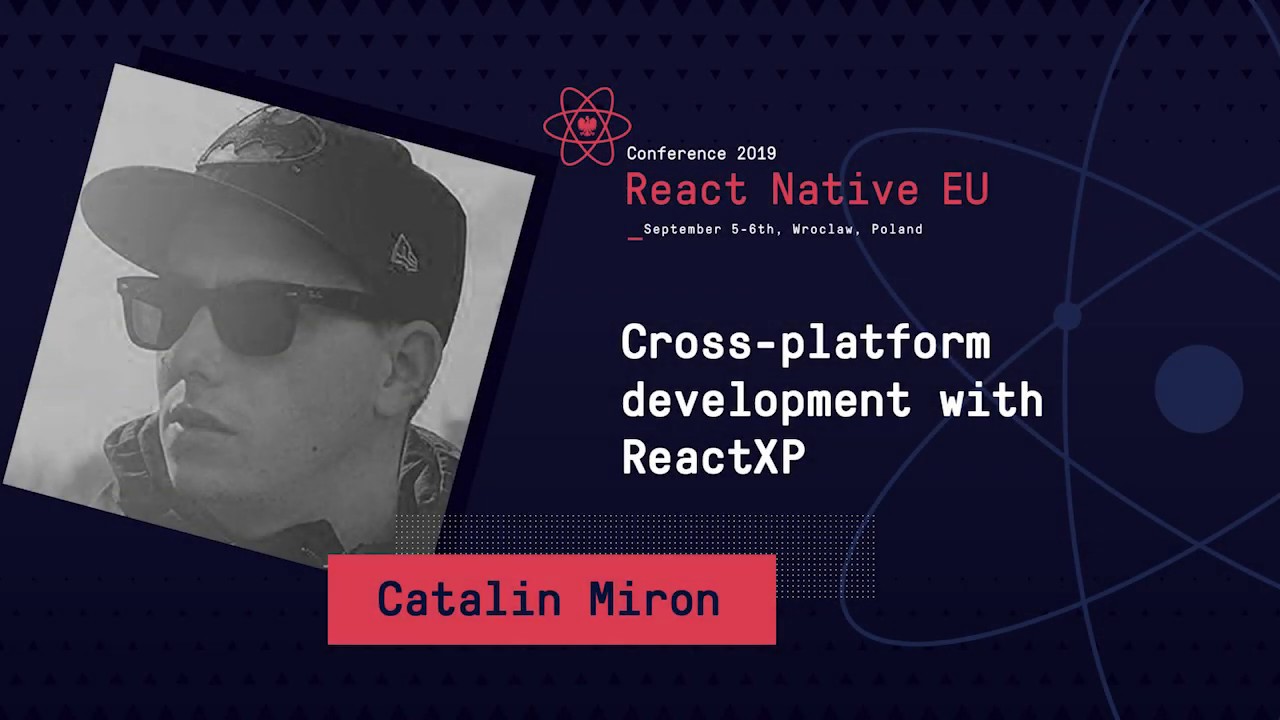 Conference 2019
React Native EU
_September 5-6th, Wroclaw, Poland
Cross-platform
development with
ReactXP
Catalin Miron